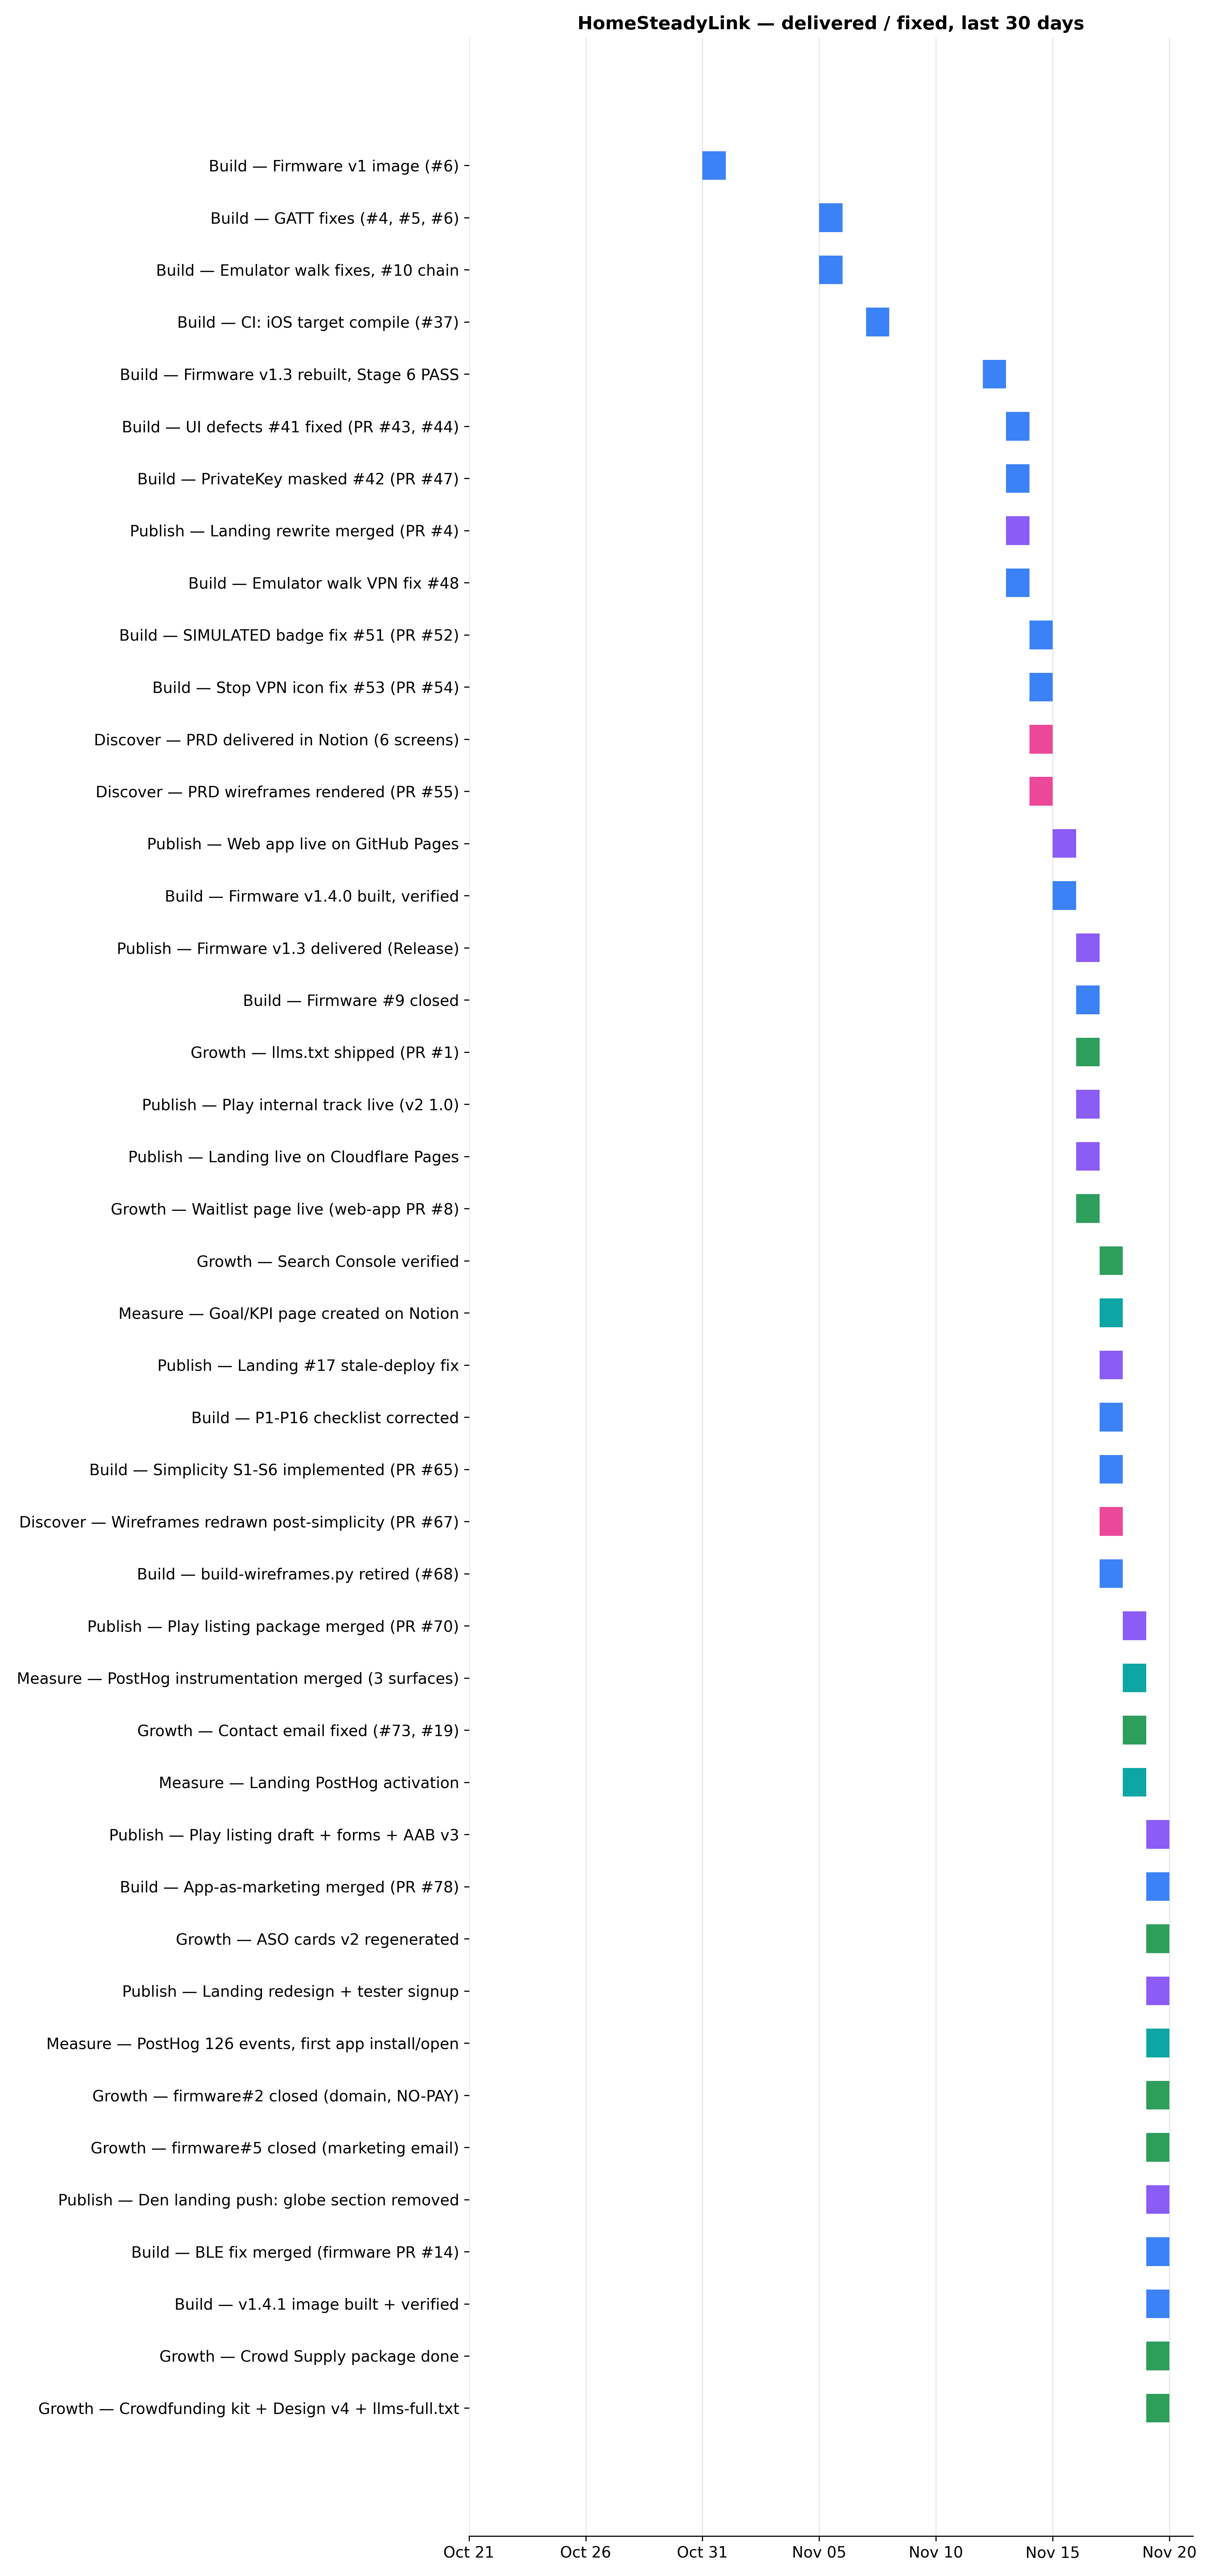 HomeSteadyLink — delivered / fixed, last 30 days
Build — Firmware v1 image (#6)
Build — GATT fixes (#4, #5, #6)
Build — Emulator walk fixes, #10 chain
Build — CI: iOS target compile (#37)
Build — Firmware v1.3 rebuilt, Stage 6 PASS
Build — UI defects #41 fixed (PR #43, #44)
Build — PrivateKey masked #42 (PR #47)
Publish — Landing rewrite merged (PR #4)
Build — Emulator walk VPN fix #48
Build — SIMULATED badge fix #51 (PR #52)
Build — Stop VPN icon fix #53 (PR #54)
Discover — PRD delivered in Notion (6 screens)
Discover — PRD wireframes rendered (PR #55)
Publish — Web app live on GitHub Pages
Build — Firmware v1.4.0 built, verified
Publish — Firmware v1.3 delivered (Release)
Build — Firmware #9 closed
Growth — llms.txt shipped (PR #1)
Publish — Play internal track live (v2 1.0)
Publish — Landing live on Cloudflare Pages
Growth — Waitlist page live (web-app PR #8)
Growth — Search Console verified
Measure — Goal/KPI page created on Notion
Publish — Landing #17 stale-deploy fix
Build — P1-P16 checklist corrected
Build — Simplicity S1-S6 implemented (PR #65)
Discover — Wireframes redrawn post-simplicity (PR #67)
Build — build-wireframes.py retired (#68)
Publish — Play listing package merged (PR #70)
Measure — PostHog instrumentation merged (3 surfaces)
Growth — Contact email fixed (#73, #19)
Measure — Landing PostHog activation
Publish — Play listing draft + forms + AAB v3
Build — App-as-marketing merged (PR #78)
Growth — ASO cards v2 regenerated
Publish — Landing redesign + tester signup
Measure — PostHog 126 events, first app install/open
Growth — firmware#2 closed (domain, NO-PAY)
Growth — firmware#5 closed (marketing email)
Publish — Den landing push: globe section removed
Build — BLE fix merged (firmware PR #14)
Build — v1.4.1 image built + verified
Growth — Crowd Supply package done
Growth — Crowdfunding kit + Design v4 + llms-full.txt
Oct 21 Oct 26 Oct 31 Nov 05 Nov 10 Nov 15 Nov 20